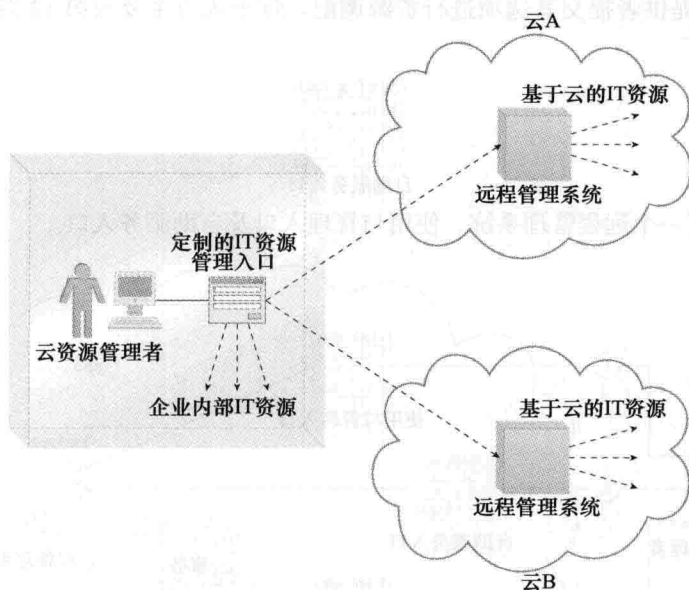 云A
基于云的IT资源
远程管理系统
定制的IT资源
管理入口
云资源管理者
企业内部IT资源
基于云的IT资源
远程管理系统
云B